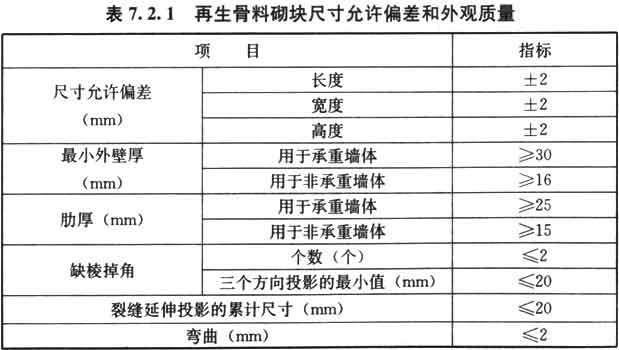 表 7.2.1 再生骨料砌块尺寸允许偏差和外观质量
项 目 指标
尺寸允许偏差（mm） 长度 ±2
宽度 ±2
高度 ±2
最小外壁厚（mm） 用于承重墙体 ≥30
用于非承重墙体 ≥16
肋厚（mm） 用于承重墙体 ≥25
用于非承重墙体 ≥15
缺棱掉角 个数（个） ≤2
三个方向投影的最小值（mm） ≤20
裂缝延伸投影的累计尺寸（mm） ≤20
弯曲（mm） ≤2